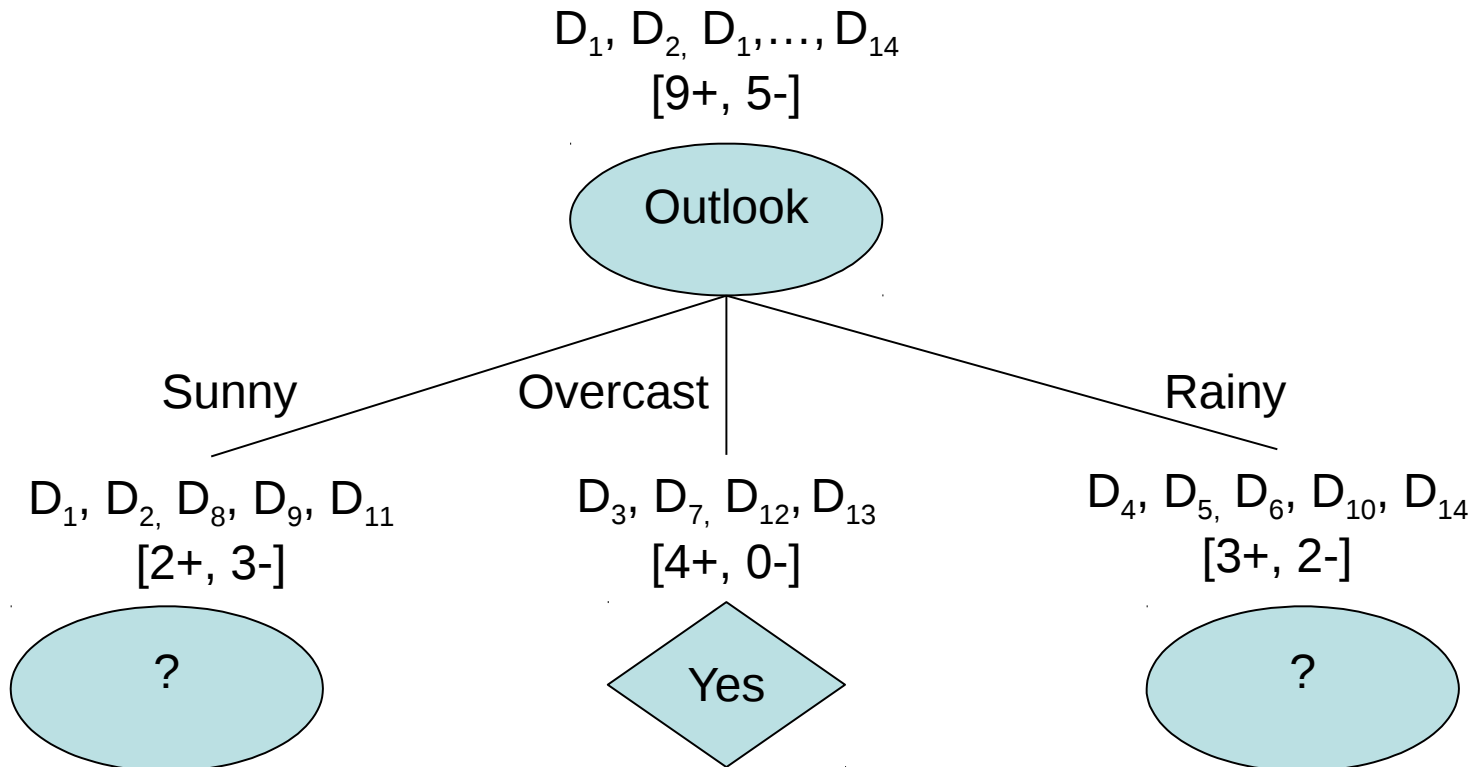 D₁, D₂, D₁,…, D₁₄
[9+, 5-]
Outlook
Sunny
Overcast
Rainy
D₁, D₂, D₈, D₉, D₁₁
[2+, 3-]
D₃, D₇, D₁₂, D₁₃
[4+, 0-]
D₄, D₅, D₆, D₁₀, D₁₄
[3+, 2-]
?
Yes
?